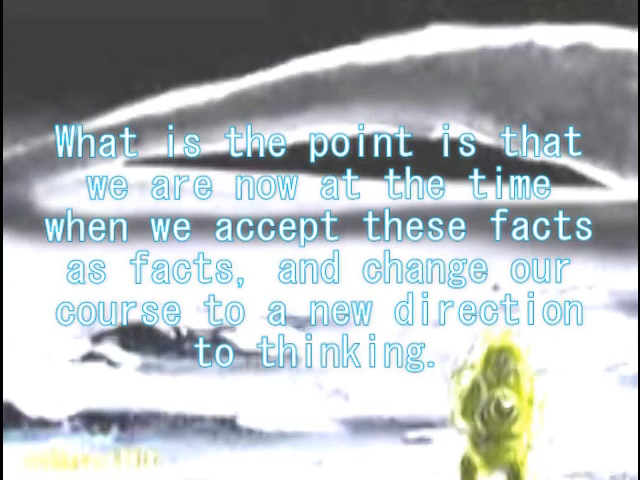 What is the point is that
we are now at the time
when we accept these facts
as facts, and change our
course to a new direction
to thinking.